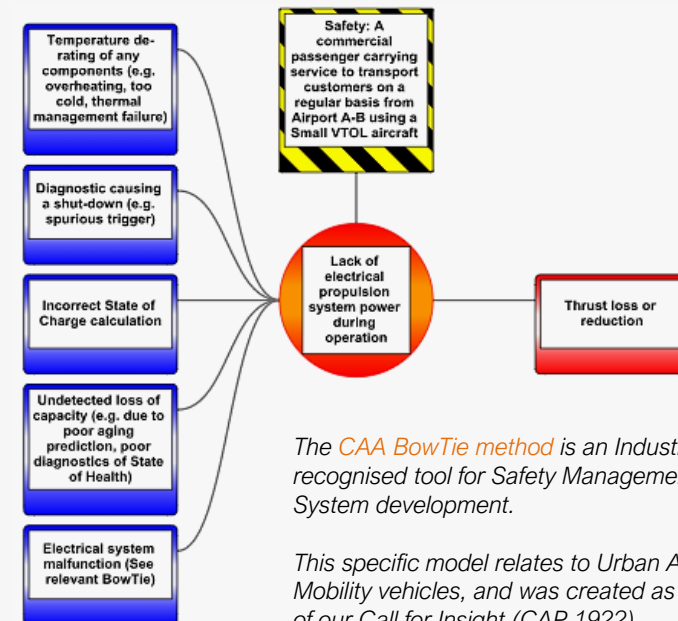 Temperature de-
rating of any
components (e.g.
overheating, too
cold, thermal
management failure)
Safety: A
commercial
passenger carrying
service to transport
customers on a
regular basis from
Airport A-B using a
Small VTOL aircraft
Diagnostic causing
a shut-down (e.g.
spurious trigger)
Incorrect State of
Charge calculation
Lack of
electrical
propulsion
system power
during
operation
Thrust loss or
reduction
Undetected loss of
capacity (e.g. due to
poor aging
prediction, poor
diagnostics of State
of Health)
Electrical system
malfunction (See
relevant BowTie)
The CAA BowTie method is an Indust
recognised tool for Safety Manageme
System development.
This specific model relates to Urban A
Mobility vehicles, and was created as
of our Call for Insight (CAP 1922)